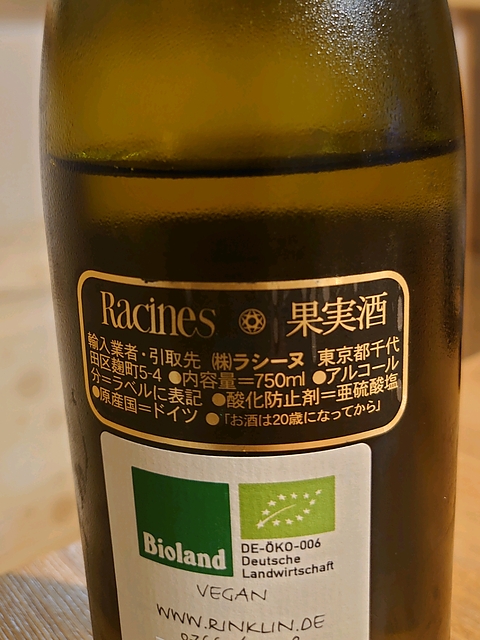 Racines 果実酒
輸入業者・引取先 ㈱ラシーヌ 東京都千代
田区麹町5-4 ●内容量=750ml ●アルコール
分=ラベルに表記 ●酸化防止剤=亜硫酸塩
●原産国=ドイツ ●「お酒は20歳になってから」
Bioland
DE-ÖKO-006
Deutsche
Landwirtschaft
VEGAN
WWW.RINKLIN.DE